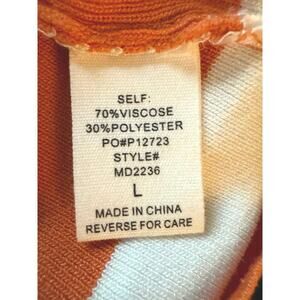 SELF:
70%VISCOSE
30%POLYESTER
PO#P12723
STYLE#
MD2236
L
MADE IN CHINA
REVERSE FOR CARE